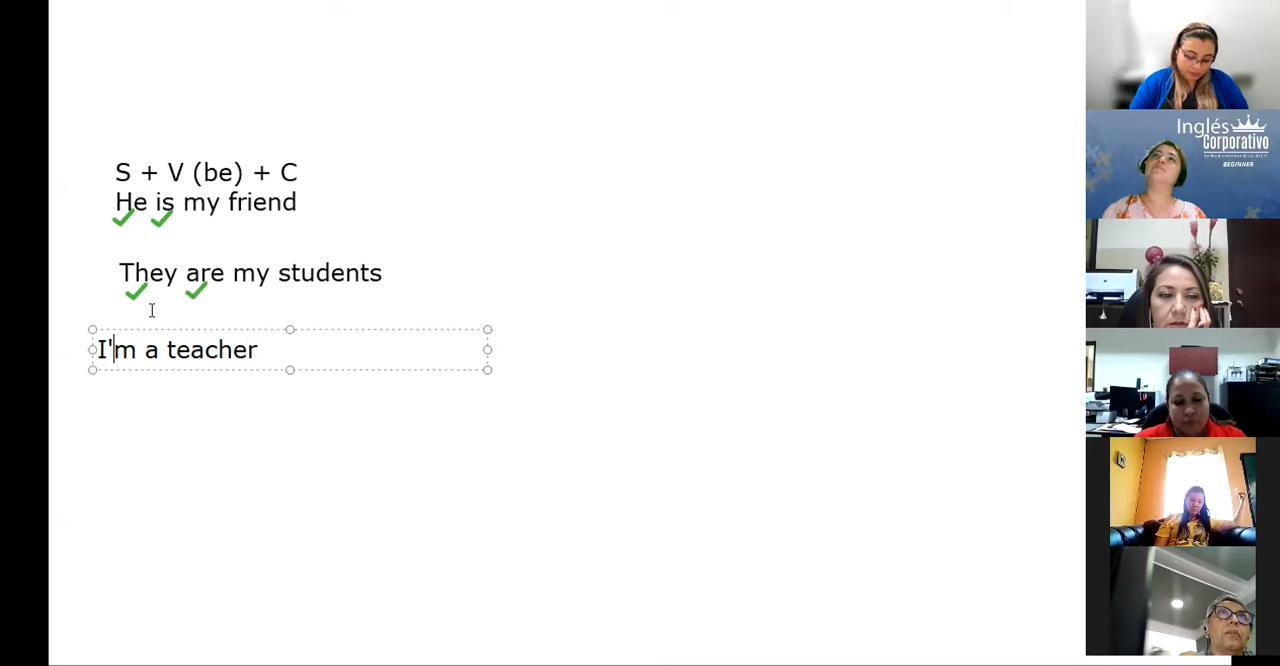 S + V (be) + C
He is my friend
They are my students
I'm a teacher
Inglés
Corporativo
BEGINNER